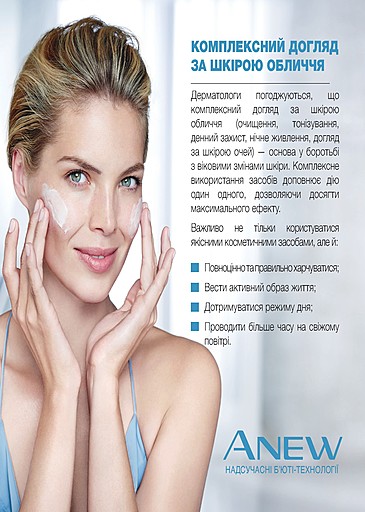 КОМПЛЕКСНИЙ ДОГЛЯД
ЗА ШКІРОЮ ОБЛИЧЧЯ
Дерматологи погоджуються, що
комплексний догляд за шкірою
обличчя (очищення, тонізування,
денний захист, нічне живлення, догляд
за шкірою очей) — основа у боротьбі
з віковими змінами шкіри. Комплексне
використання засобів доповнює дію
один одного, дозволяючи досягти
максимального ефекту.
Важливо не тільки користуватися
якісними косметичними засобами, але й:
Повноцінно та правильно харчуватися;
Вести активний образ життя;
Дотримуватися режиму дня;
Проводити більше часу на свіжому
повітрі.
ANEW
НАДСУЧАСНІ Б'ЮТІ-ТЕХНОЛОГІЇ